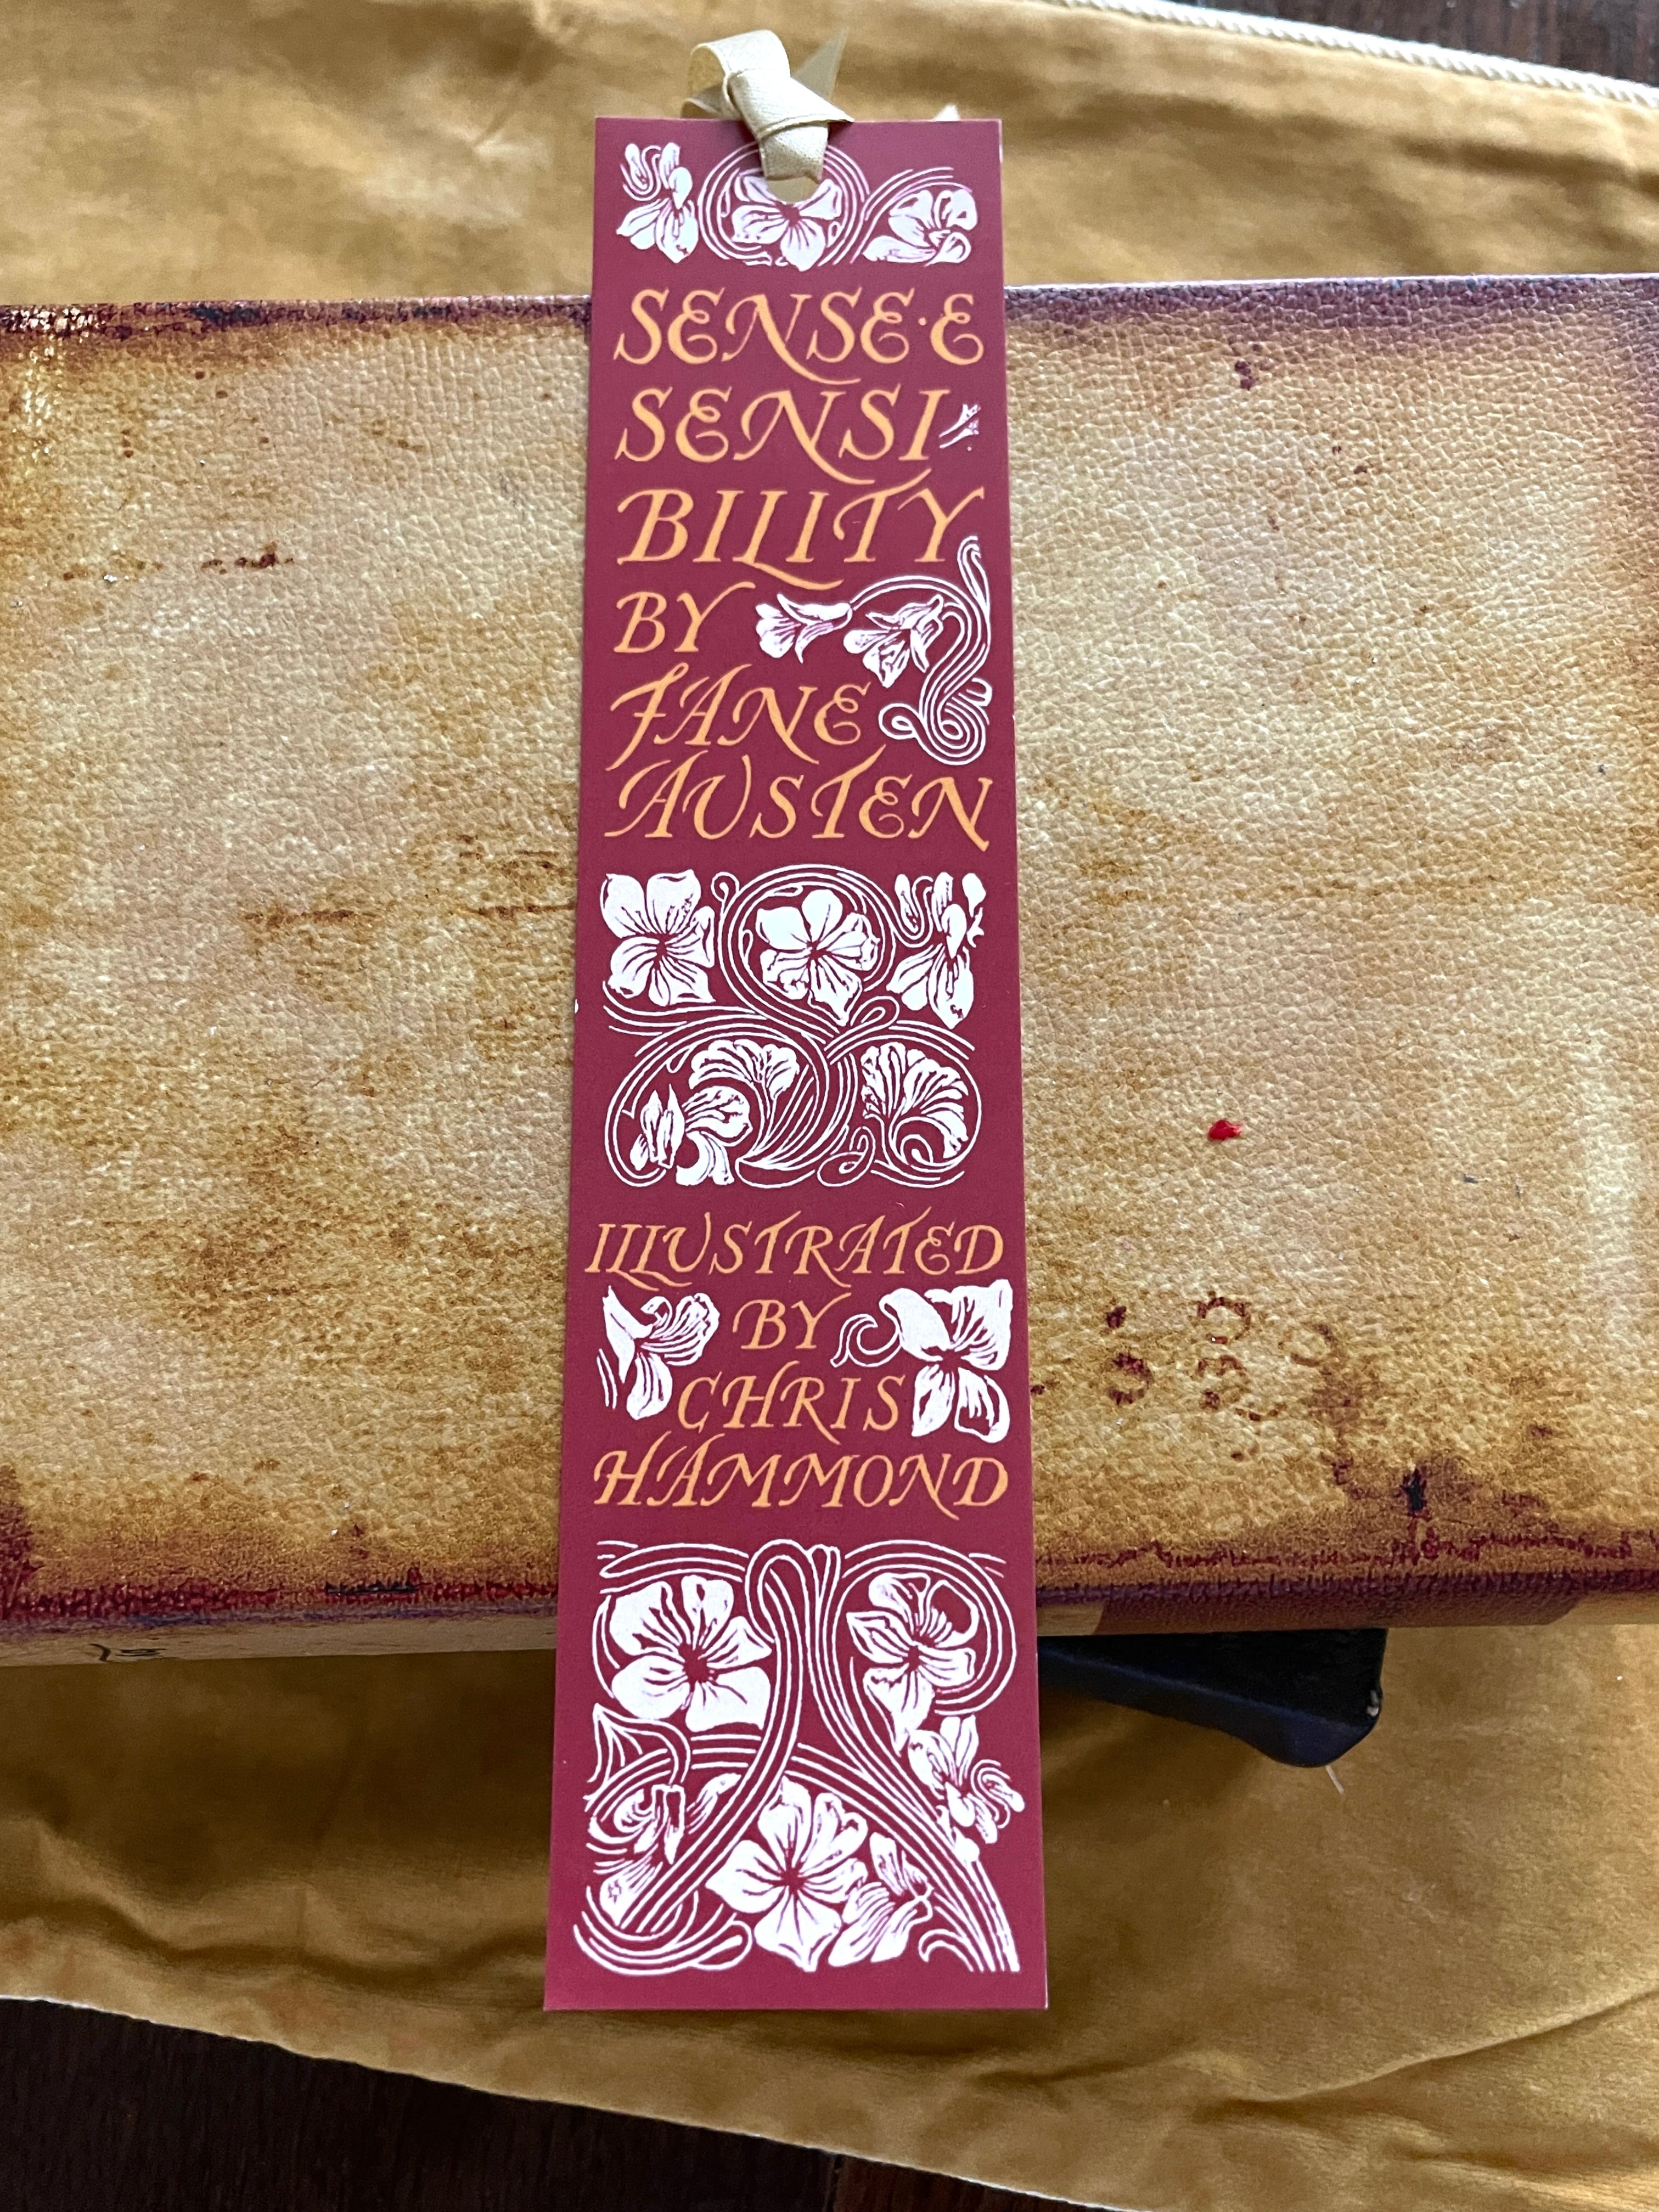 SENSE·E
SENSI
BILITY
BY
JANE
AUSTEN
ILLUSTRATED
BY
CHRIS
HAMMOND